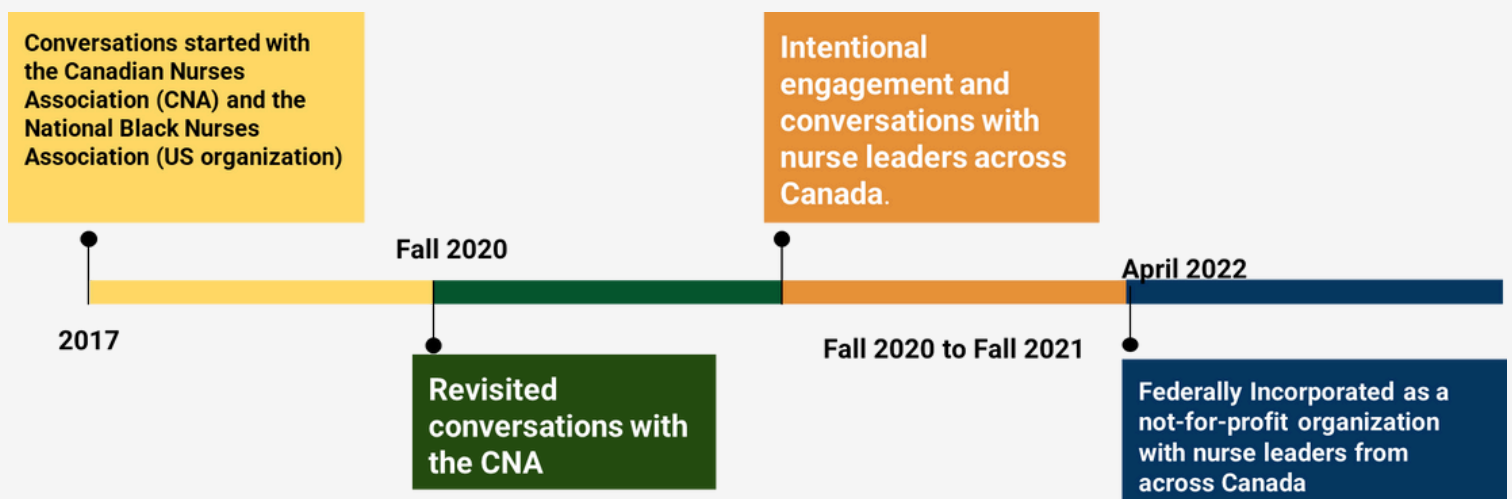 Conversations started with
the Canadian Nurses
Association (CNA) and the
National Black Nurses
Association (US organization)
2017
Fall 2020
Revisited
conversations with
the CNA
Intentional
engagement and
conversations with
nurse leaders across
Canada.
Fall 2020 to Fall 2021
April 2022
Federally Incorporated as a
not-for-profit organization
with nurse leaders from
across Canada